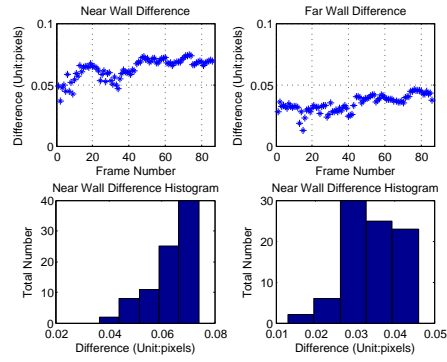 Near Wall Difference
Far Wall Difference
0.1
0.05
0
0 20 40 60 80
Difference (Unit:pixels)
Frame Number
0.1
0.05
0
0 20 40 60 80
Difference (Unit:pixels)
Frame Number
Near Wall Difference Histogram
Near Wall Difference Histogram
40
30
20
10
0
0.02 0.04 0.06 0.08
Total Number
Difference (Unit:pixels)
30
20
10
0
0.01 0.02 0.03 0.04 0.05
Total Number
Difference (Unit:pixels)